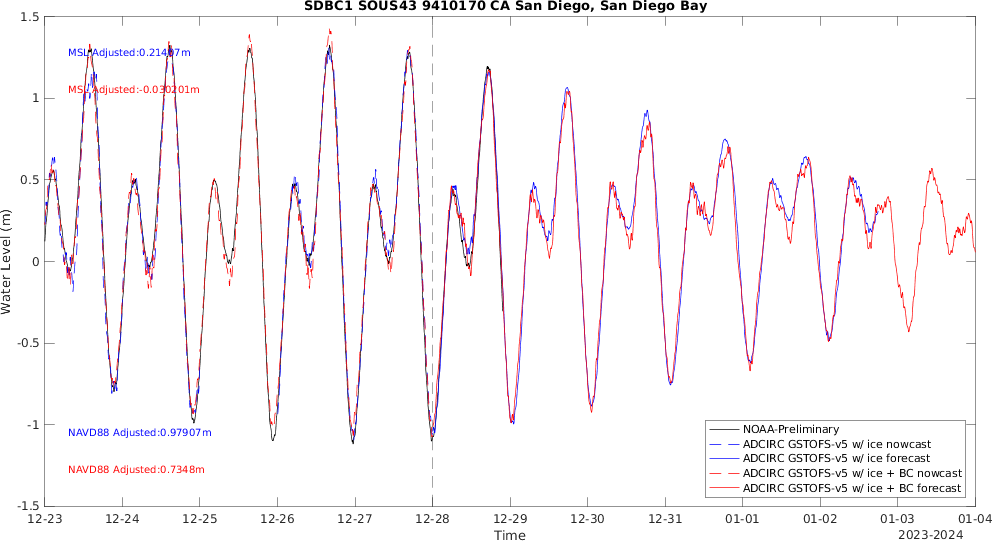 SDBC1 SOUS43 9410170 CA San Diego, San Diego Bay
1.5
MSL Adjusted:0.21497m
1
MSL Adjusted:-0.030201m
0.5
Water Level (m)
0
-0.5
-1
NAVD88 Adjusted:0.97907m
NAVD88 Adjusted:0.7348m
-1.5
NOAA-Preliminary
ADCIRC GSTOFS-v5 w/ ice nowcast
ADCIRC GSTOFS-v5 w/ ice forecast
ADCIRC GSTOFS-v5 w/ ice + BC nowcast
ADCIRC GSTOFS-v5 w/ ice + BC forecast
12-23 12-24 12-25 12-26 12-27 12-28 12-29 12-30 12-31 01-01 01-02 01-03 01-04
Time
2023-2024